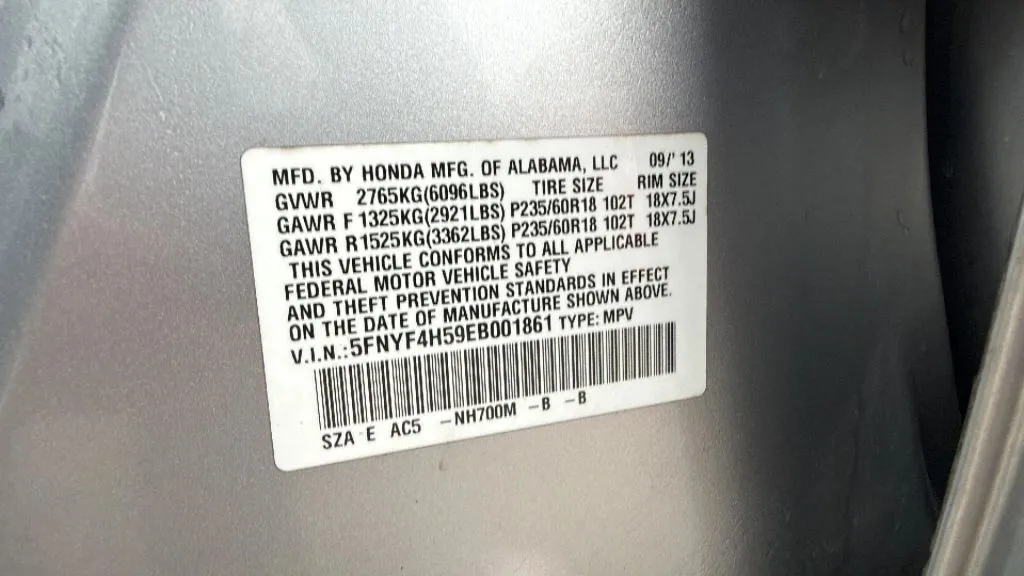 MFD. BY HONDA MFG. OF ALABAMA, LLC 09/'13
GVWR 2765KG(6096LBS) TIRE SIZE RIM SIZE
GAWR F 1325KG(2921LBS) P235/60R18 102T 18X7.5J
GAWR R 1525KG(3362LBS) P235/60R18 102T 18X7.5J
THIS VEHICLE CONFORMS TO ALL APPLICABLE
FEDERAL MOTOR VEHICLE SAFETY
AND THEFT PREVENTION STANDARDS IN EFFECT
ON THE DATE OF MANUFACTURE SHOWN ABOVE.
V.I.N.:5FNYF4H59EB001861 TYPE: MPV
SZA E AC5 -NH700M -B -B